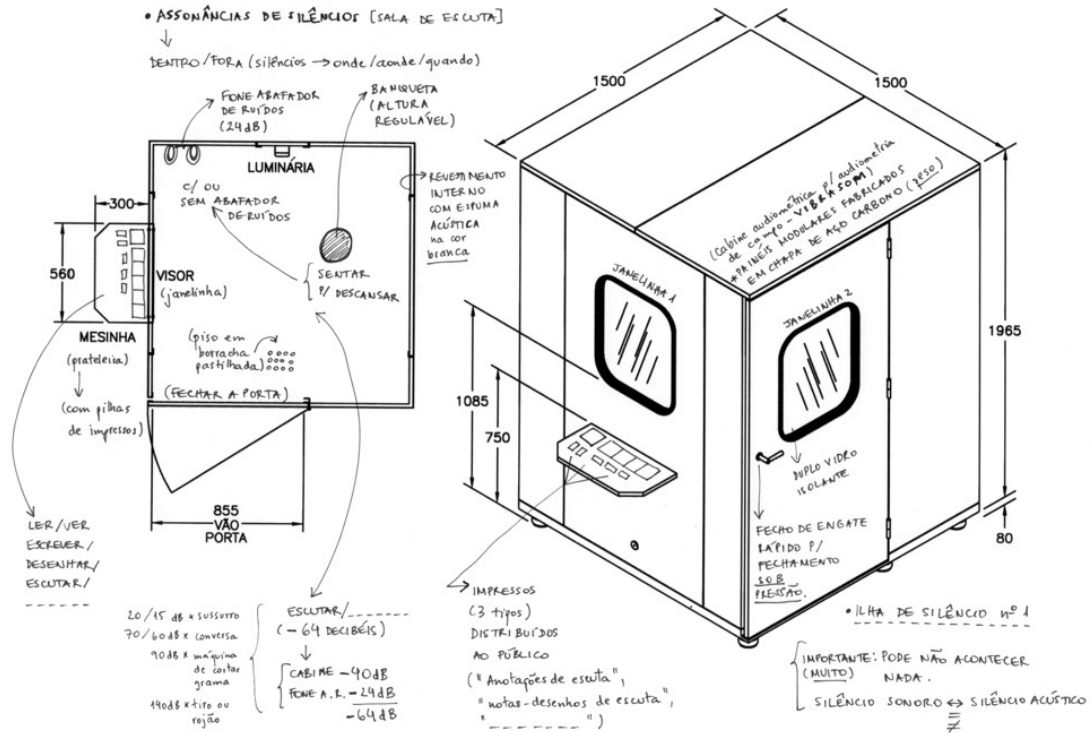 • ASSONÂNCIAS DE SILÊNCIOS [SALA DE ESCUTA]
DENTRO/FORA (silêncios → onde/aonde/quando)
FONE ABAFADOR
DE RUÍDOS
(24dB)
BANQUETA
(ALTURA
REGULÁVEL)
LUMINÁRIA
c/ OU
SEM ABAFADOR
DE RUÍDOS
REVESTIMENTO
INTERNO
COM ESPUMA
ACÚSTICA
na cor
branca
300
560
VISOR
(janelinha)
SENTAR
P/ DESCANSAR
MESINHA
(prateleira)
(com pilhas
de impressos)
(piso em
borracha
pastilhada)
(FECHAR A PORTA)
855
VÃO
PORTA
LER/VER
ESCREVER/
DESENHAR/
ESCUTAR/
_ _ _ _ _ _
20/15 dB * sussurro
70/60dB * conversa
90dB * máquina
de cortar
grama
140dB * tiro ou
rojão
ESCUTAR/_ _ _ _ _ _
(-64 DECIBÉIS)
CABINE -40dB
FONE A.R. -24dB
-64dB
1500
1500
(Cabine audiométrica p/ audiometria
de campo - VIBRASOM)
*PAINÉIS MODULARES FABRICADOS
EM CHAPA DE AÇO CARBONO (peso)
JANELINHA 1
JANELINHA 2
1965
1085
750
80
DUPLO VIDRO
ISOLANTE
FECHO DE ENGATE
RÁPIDO P/
FECHAMENTO
SOB
PRESSÃO.
IMPRESSOS
(3 tipos)
DISTRIBUÍDOS
AO PÚBLICO
("Anotações de escuta",
"notas-desenhos de escuta",
"_ _ _ _ _ _ _")
• ILHA DE SILÊNCIO nº 1
IMPORTANTE: PODE NÃO ACONTECER
(MUITO) NADA.
SILÊNCIO SONORO ⇔ SILÊNCIO ACÚSTICO
≡
≠